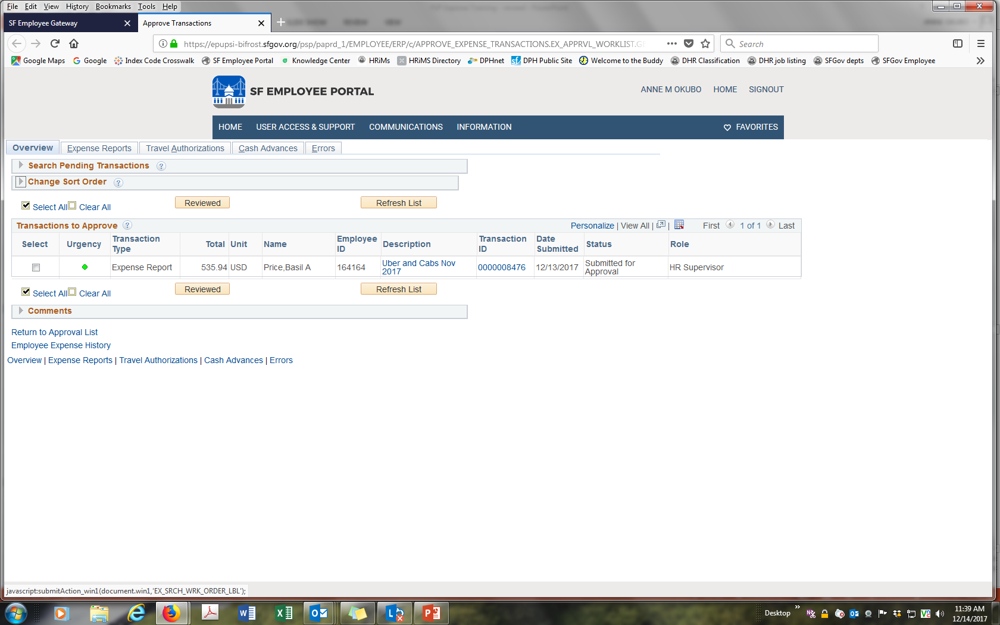 File Edit View History Bookmarks Tools Help
SF Employee Gateway
Approve Transactions
https://epupsi-bifrost.sfgov.org/psp/paprd_1/EMPLOYEE/ERP/c/APPROVE_EXPENSE_TRANSACTIONS.EX_APPRVL_WORKLIST.GE
Search
Google Maps Google Index Code Crosswalk SF Employee Portal Knowledge Center HRiMs HRiMS Directory DPHnet DPH Public Site Welcome to the Buddy DHR Classification DHR job listing SFGov depts SFGov Employee
SF EMPLOYEE PORTAL
ANNE M OKUBO HOME SIGNOUT
HOME USER ACCESS & SUPPORT COMMUNICATIONS INFORMATION FAVORITES
Overview Expense Reports Travel Authorizations Cash Advances Errors
Search Pending Transactions ?
Change Sort Order ?
Select All Clear All Reviewed Refresh List
Transactions to Approve ? Personalize | View All | | First 1 of 1 Last
Select Urgency Transaction Type Total Unit Name Employee ID Description Transaction ID Date Submitted Status Role
Expense Report 535.94 USD Price,Basil A 164164 Uber and Cabs Nov 2017 0000008476 12/13/2017 Submitted for Approval HR Supervisor
Select All Clear All Reviewed Refresh List
Comments
Return to Approval List
Employee Expense History
Overview | Expense Reports | Travel Authorizations | Cash Advances | Errors
javascript:submitAction_win1(document.win1,'EX_SRCH_WRK_ORDER_LBL');
Desktop
11:39 AM
12/14/2017